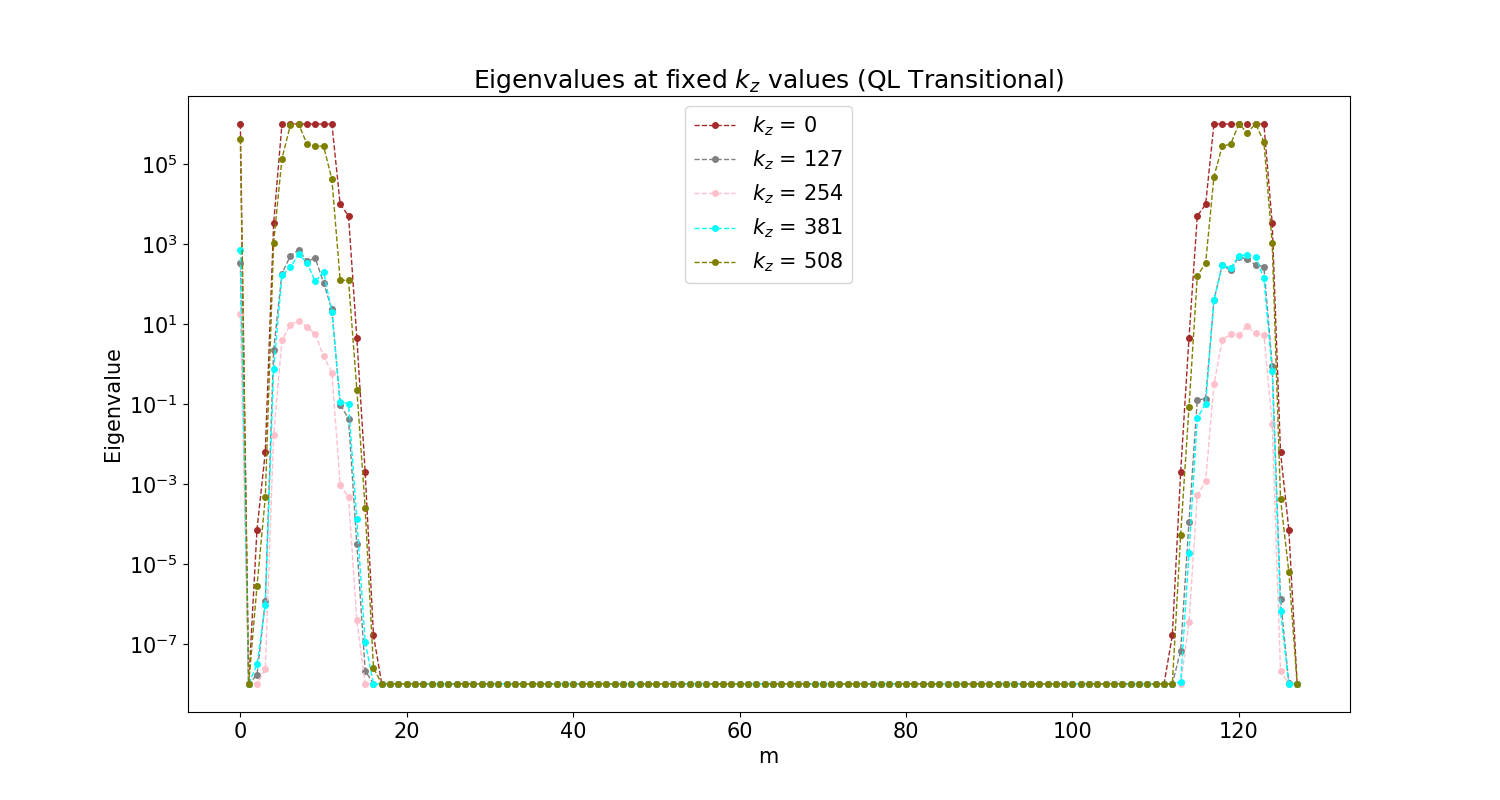 Eigenvalues at fixed $k_z$ values (QL Transitional)
$k_z$ = 0
$k_z$ = 127
$k_z$ = 254
$k_z$ = 381
$k_z$ = 508
Eigenvalue
$10^5$
$10^3$
$10^1$
$10^{-1}$
$10^{-3}$
$10^{-5}$
$10^{-7}$
0 20 40 60 80 100 120
m